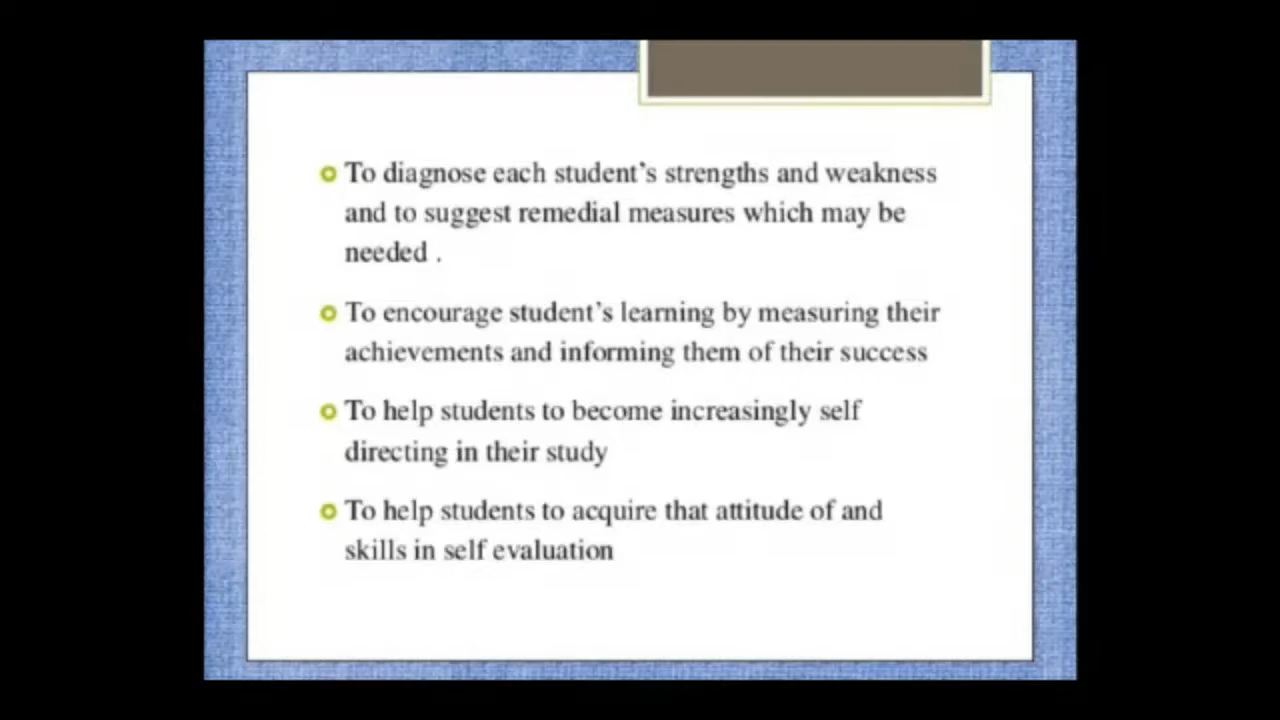 To diagnose each student's strengths and weakness
and to suggest remedial measures which may be
needed .
To encourage student's learning by measuring their
achievements and informing them of their success
To help students to become increasingly self
directing in their study
To help students to acquire that attitude of and
skills in self evaluation